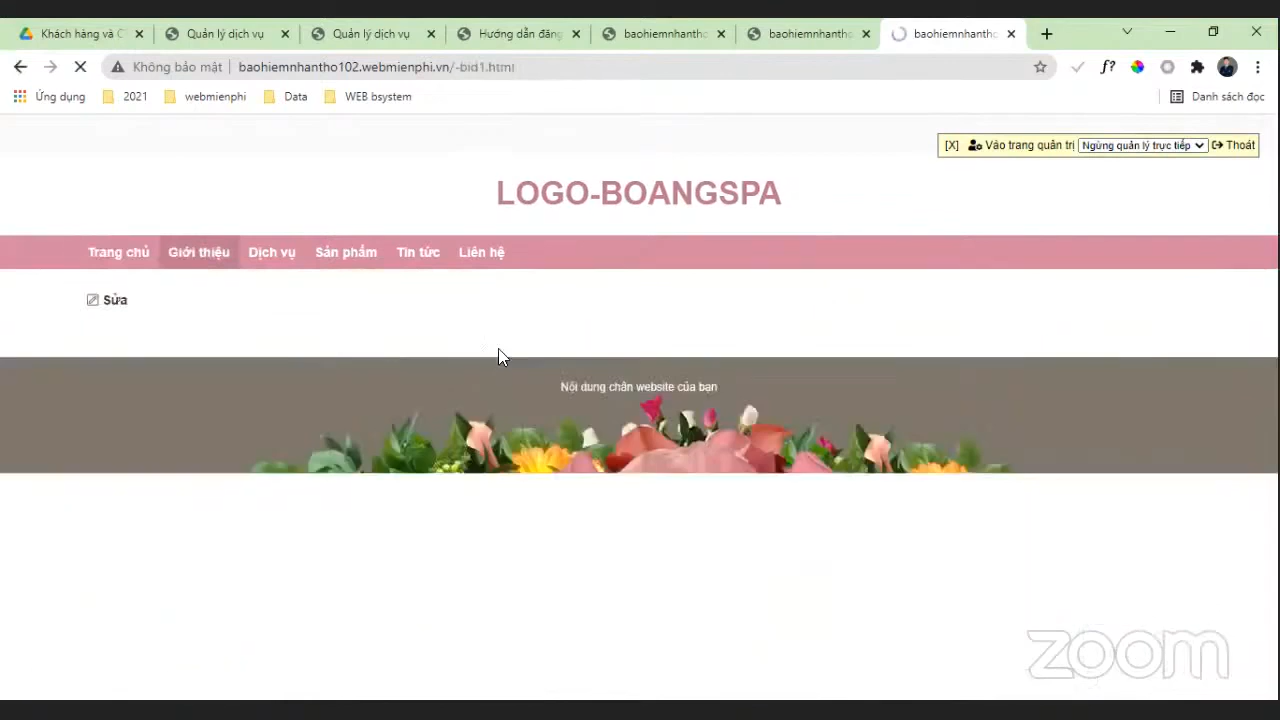 Khách hàng và C
Quản lý dịch vụ
Quản lý dịch vụ
Hướng dẫn đăng
baohiemnhantho
baohiemnhantho
baohiemnhantho
Không bảo mật
baohiemnhantho102.webmienphi.vn/-bid1.html
f?
Ứng dụng
2021
webmienphi
Data
WEB bsystem
Danh sách đọc
[X] Vào trang quản trị Ngừng quản lý trực tiếp Thoát
LOGO-BOANGSPA
Trang chủ
Giới thiệu
Dịch vụ
Sản phẩm
Tin tức
Liên hệ
Sửa
Nội dung chân website của bạn
zoom